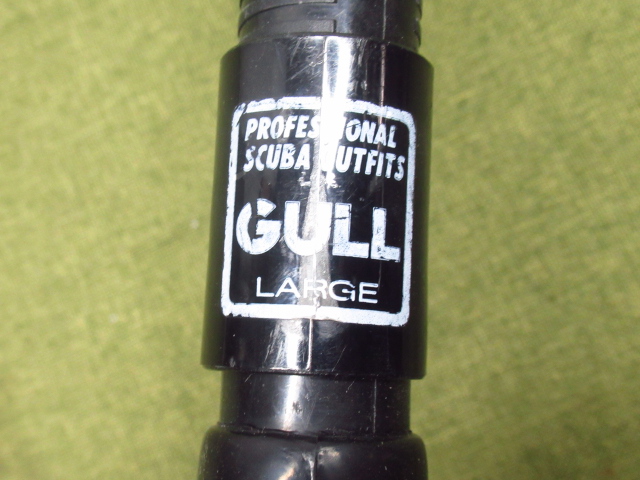 PROFESSIONAL
SCUBA OUTFITS
GULL
LARGE